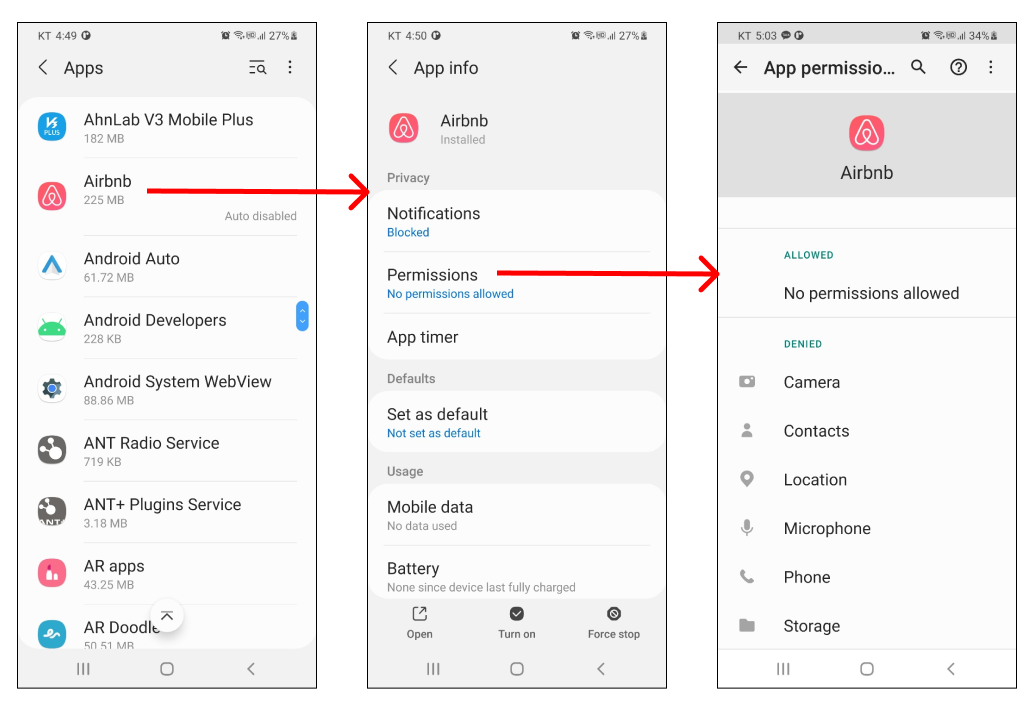 KT 4:49
27%
Apps
AhnLab V3 Mobile Plus
182 MB
PLUS
Airbnb
225 MB
Auto disabled
Android Auto
61.72 MB
Android Developers
228 KB
Android System WebView
88.86 MB
ANT Radio Service
719 KB
ANT+ Plugins Service
3.18 MB
ANT+
AR apps
43.25 MB
AR Doodle
50.51 MB
KT 4:50
27%
App info
Airbnb
Installed
Privacy
Notifications
Blocked
Permissions
No permissions allowed
App timer
Defaults
Set as default
Not set as default
Usage
Mobile data
No data used
Battery
None since device last fully charged
Open
Turn on
Force stop
KT 5:03
34%
App permissio...
Airbnb
ALLOWED
No permissions allowed
DENIED
Camera
Contacts
Location
Microphone
Phone
Storage